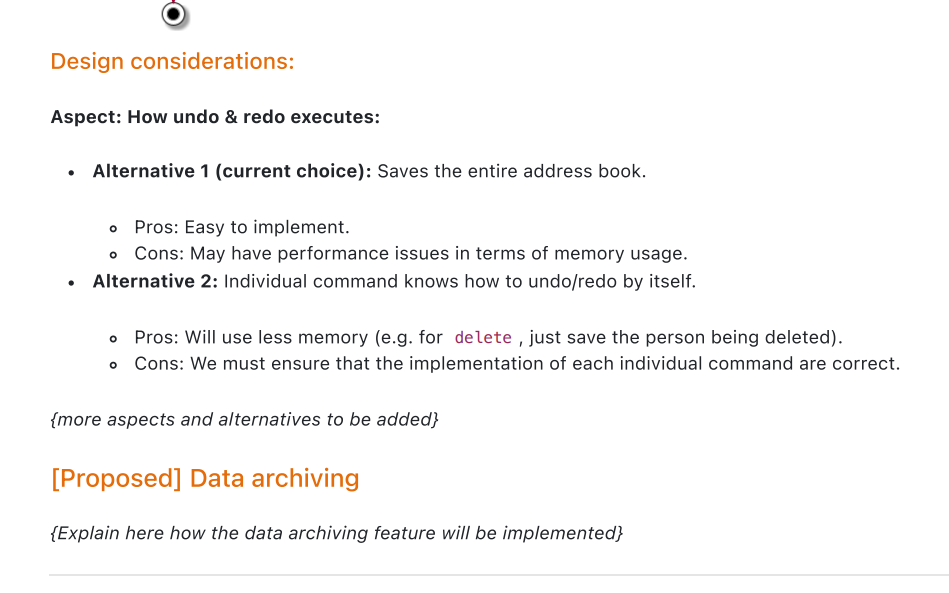 Design considerations:
Aspect: How undo & redo executes:
• Alternative 1 (current choice): Saves the entire address book.
◦ Pros: Easy to implement.
◦ Cons: May have performance issues in terms of memory usage.
• Alternative 2: Individual command knows how to undo/redo by itself.
◦ Pros: Will use less memory (e.g. for delete , just save the person being deleted).
◦ Cons: We must ensure that the implementation of each individual command are correct.
{more aspects and alternatives to be added}
[Proposed] Data archiving
{Explain here how the data archiving feature will be implemented}